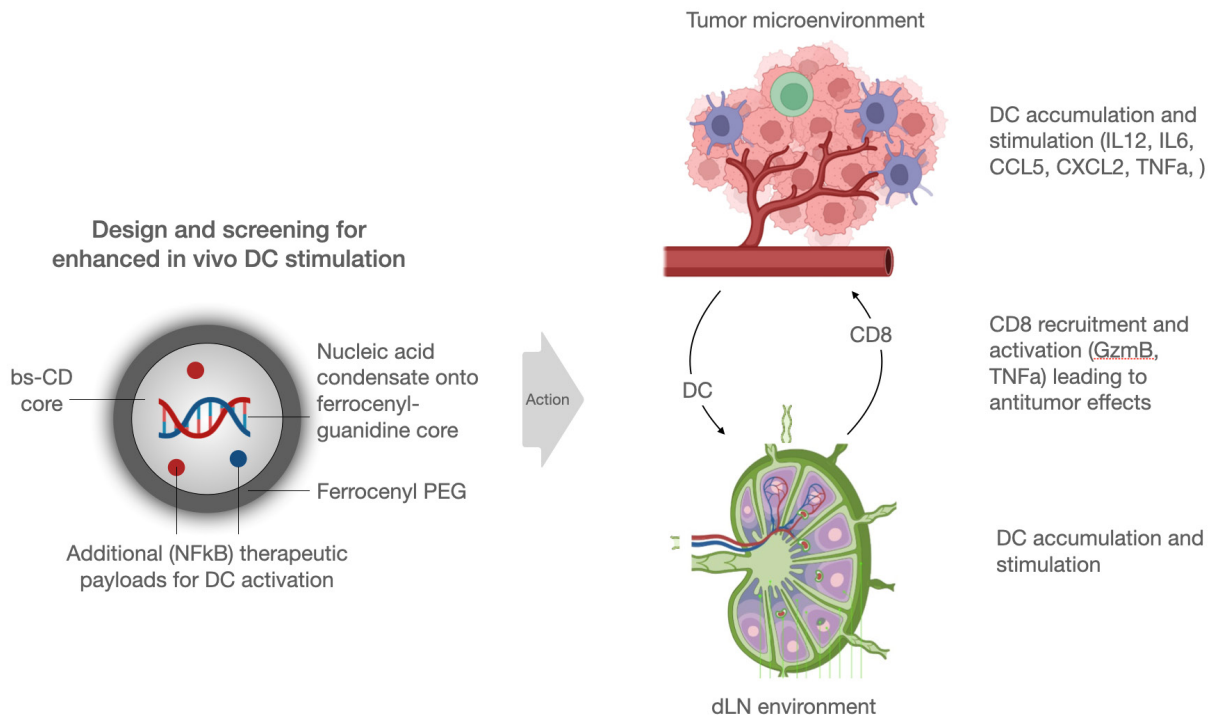 Tumor microenvironment
DC accumulation and
stimulation (IL12, IL6,
CCL5, CXCL2, TNFa, )
Design and screening for
enhanced in vivo DC stimulation
bs-CD
core
Nucleic acid
condensate onto
ferrocenyl-
guanidine core
Ferrocenyl PEG
Additional (NFkB) therapeutic
payloads for DC activation
Action
DC
CD8
CD8 recruitment and
activation (GzmB,
TNFa) leading to
antitumor effects
DC accumulation and
stimulation
dLN environment